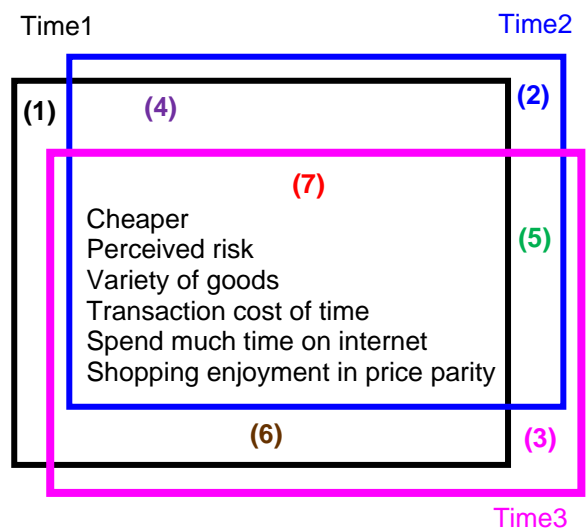 Time1
Time2
(1)
(4)
(2)
(7)
Cheaper
Perceived risk
Variety of goods
Transaction cost of time
Spend much time on internet
Shopping enjoyment in price parity
(5)
(6)
(3)
Time3